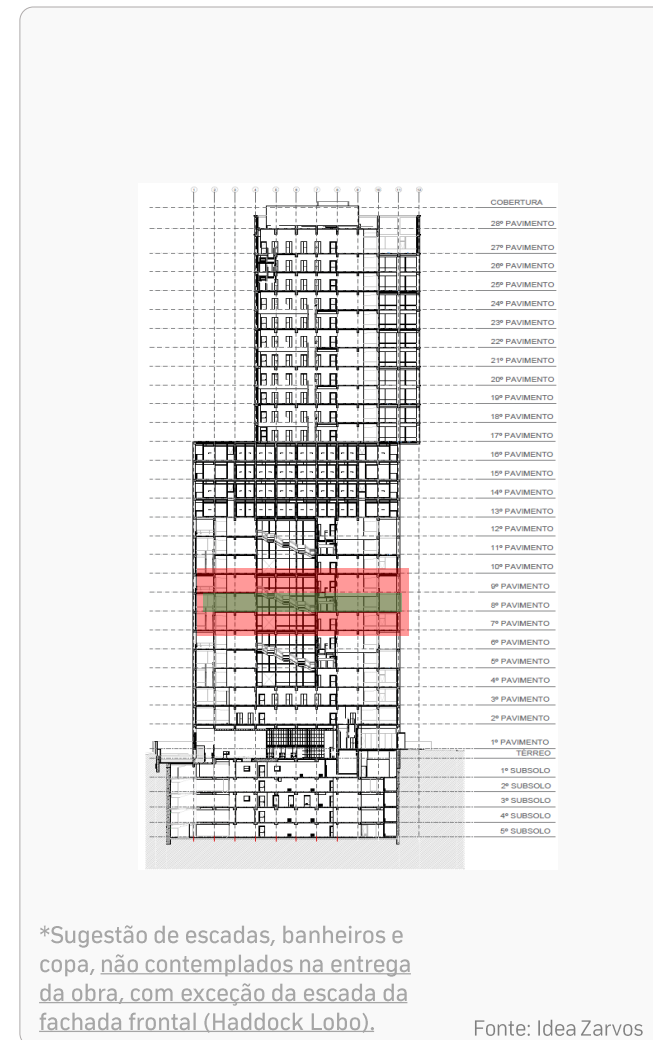 COBERTURA
28º PAVIMENTO
27º PAVIMENTO
26º PAVIMENTO
25º PAVIMENTO
24º PAVIMENTO
23º PAVIMENTO
22º PAVIMENTO
21º PAVIMENTO
20º PAVIMENTO
19º PAVIMENTO
18º PAVIMENTO
17º PAVIMENTO
16º PAVIMENTO
15º PAVIMENTO
14º PAVIMENTO
13º PAVIMENTO
12º PAVIMENTO
11º PAVIMENTO
10º PAVIMENTO
9º PAVIMENTO
8º PAVIMENTO
7º PAVIMENTO
6º PAVIMENTO
5º PAVIMENTO
4º PAVIMENTO
3º PAVIMENTO
2º PAVIMENTO
1º PAVIMENTO
TÉRREO
1º SUBSOLO
2º SUBSOLO
3º SUBSOLO
4º SUBSOLO
5º SUBSOLO
*Sugestão de escadas, banheiros e
copa, não contemplados na entrega
da obra, com exceção da escada da
fachada frontal (Haddock Lobo).
Fonte: Idea Zarvos